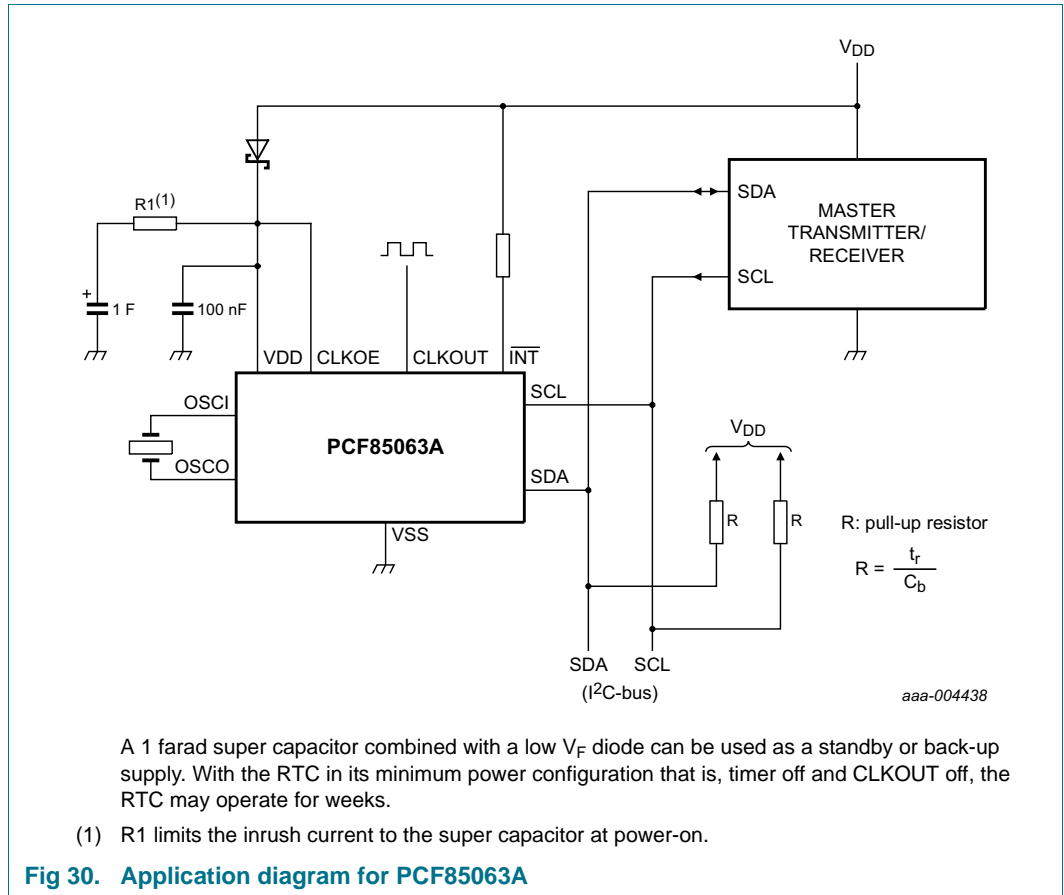 VDD
R1(1)
+
1 F
100 nF
VDD
CLKOE
CLKOUT
INT
SDA
MASTER
TRANSMITTER/
RECEIVER
SCL
OSCI
OSCO
PCF85063A
SCL
SDA
VSS
VDD
R
R
R: pull-up resistor
R = tr / Cb
SDA SCL
(I2C-bus)
aaa-004438
A 1 farad super capacitor combined with a low VF diode can be used as a standby or back-up
supply. With the RTC in its minimum power configuration that is, timer off and CLKOUT off, the
RTC may operate for weeks.
(1) R1 limits the inrush current to the super capacitor at power-on.
Fig 30. Application diagram for PCF85063A